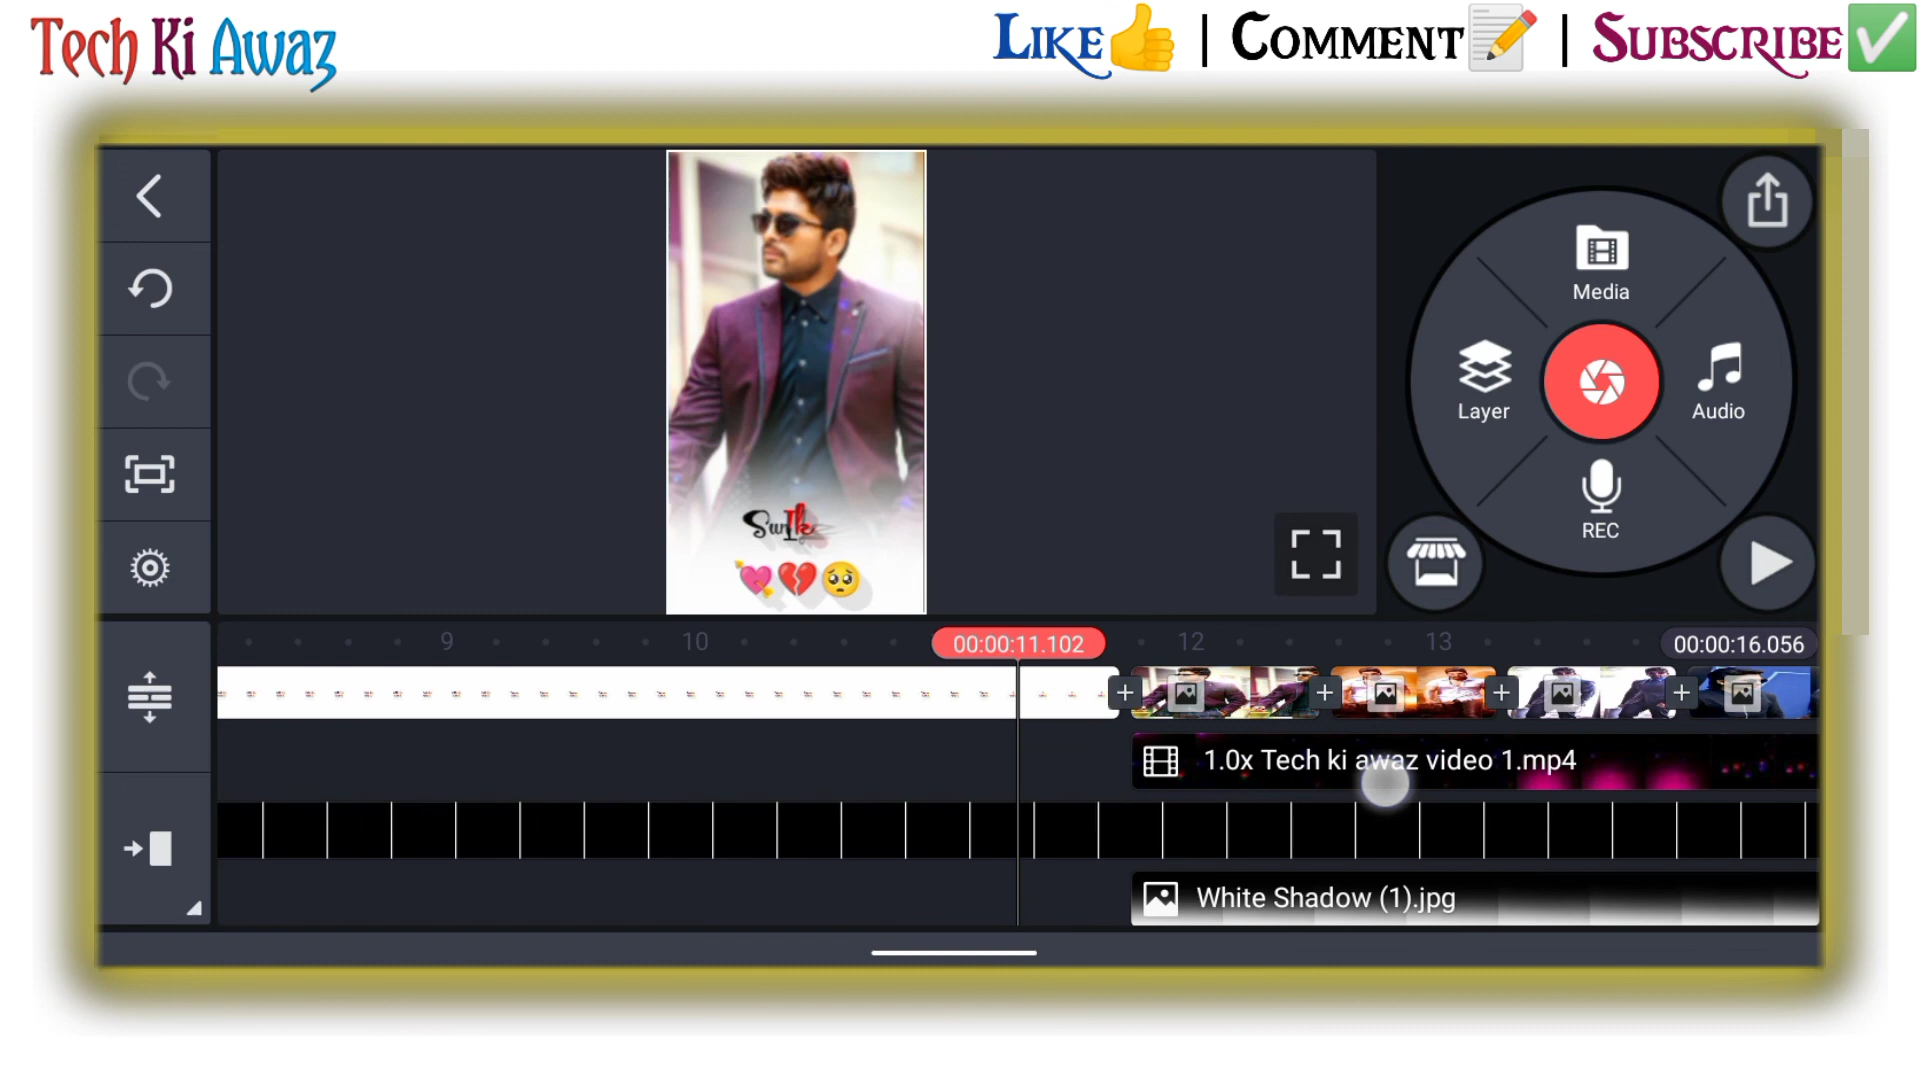 Tech Ki Awaz
LIKE👍 | COMMENT📝 | SUBSCRIBE✅
Media
Layer
Audio
REC
💘💔🥺
9
10
00:00:11.102
12
13
00:00:16.056
1.0x Tech ki awaz video 1.mp4
White Shadow (1).jpg